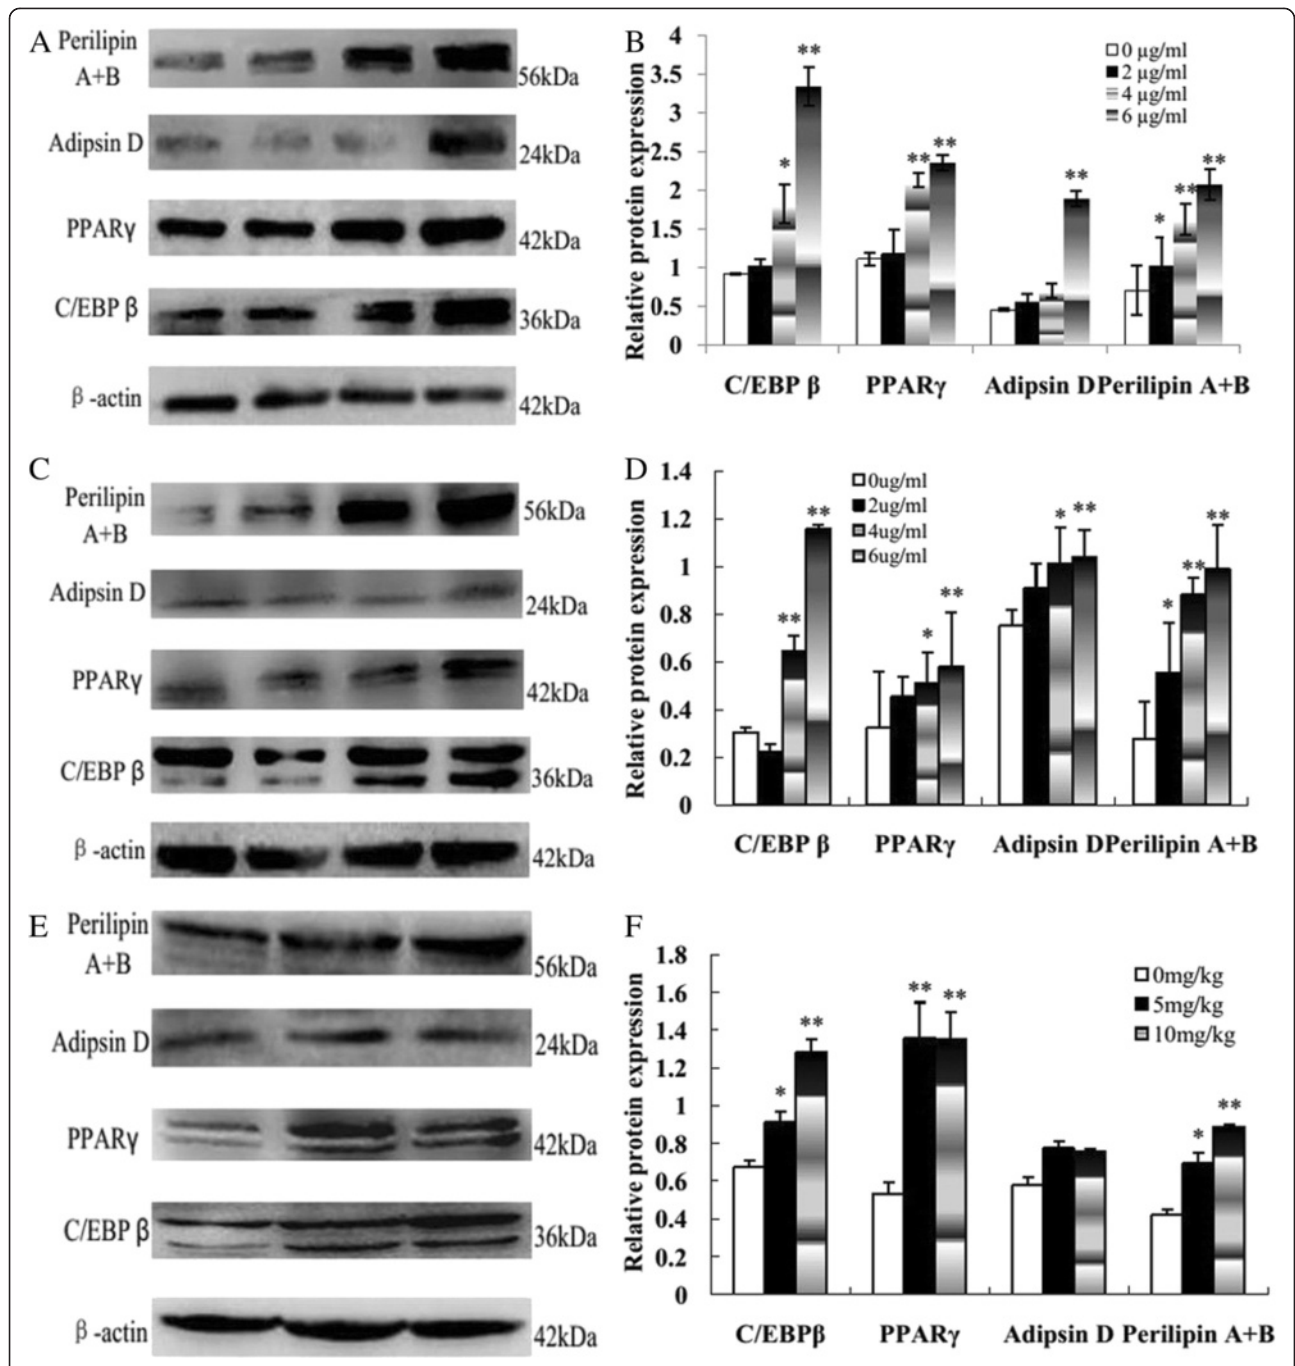 A
Perilipin
A+B
56kDa
Adipsin D
24kDa
PPARγ
42kDa
C/EBP β
36kDa
β-actin
42kDa
B
Relative protein expression
4
3.5
3
2.5
2
1.5
1
0.5
0
0 µg/ml
2 µg/ml
4 µg/ml
6 µg/ml
* **
** **
**
* ** **
C/EBP β PPARγ Adipsin D Perilipin A+B
C
Perilipin
A+B
56kDa
Adipsin D
24kDa
PPARγ
42kDa
C/EBP β
36kDa
β-actin
42kDa
D
Relative protein expression
1.4
1.2
1
0.8
0.6
0.4
0.2
0
0ug/ml
2ug/ml
4ug/ml
6ug/ml
** **
* **
* **
* ** **
C/EBP β PPARγ Adipsin D Perilipin A+B
E
Perilipin
A+B
56kDa
Adipsin D
24kDa
PPARγ
42kDa
C/EBP β
36kDa
β-actin
42kDa
F
Relative protein expression
1.8
1.6
1.4
1.2
1
0.8
0.6
0.4
0.2
0
0mg/kg
5mg/kg
10mg/kg
* **
** **
* **
C/EBPβ PPARγ Adipsin D Perilipin A+B